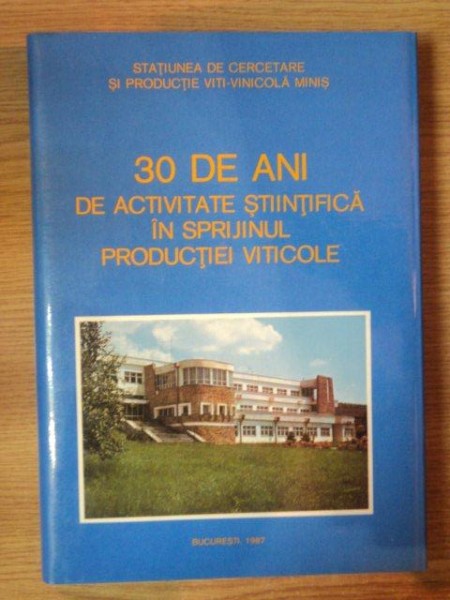 STAȚIUNEA DE CERCETARE
ȘI PRODUCȚIE VITI-VINICOLĂ MINIȘ
30 DE ANI
DE ACTIVITATE ȘTIINȚIFICĂ
ÎN SPRIJINUL
PRODUCȚIEI VITICOLE
BUCUREȘTI, 1987